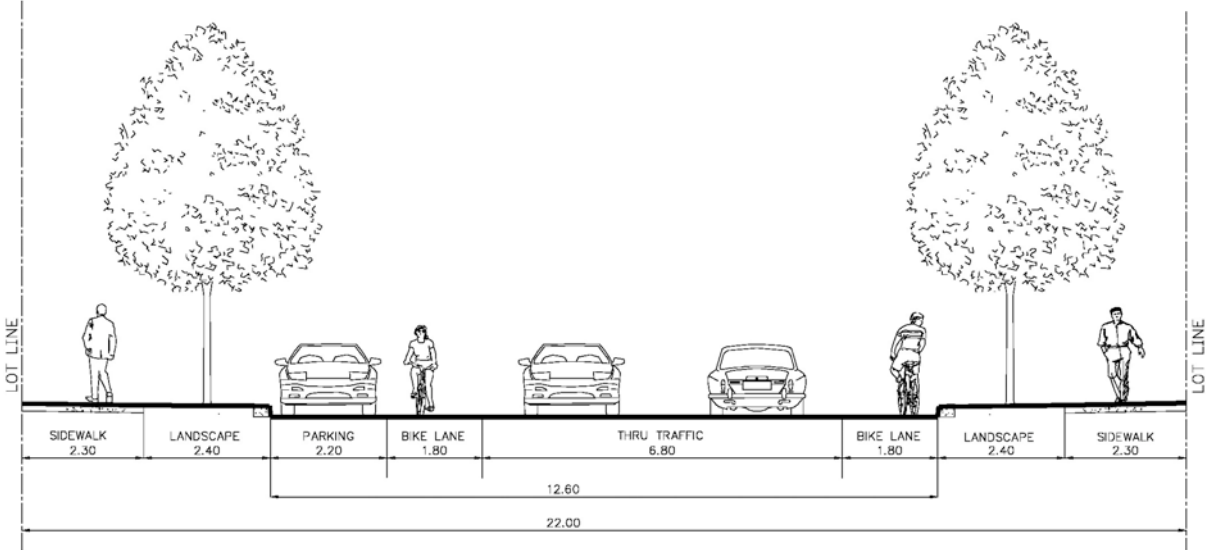 LOT LINE
LOT LINE
SIDEWALK
2.30
LANDSCAPE
2.40
PARKING
2.20
BIKE LANE
1.80
THRU TRAFFIC
6.80
BIKE LANE
1.80
LANDSCAPE
2.40
SIDEWALK
2.30
12.60
22.00